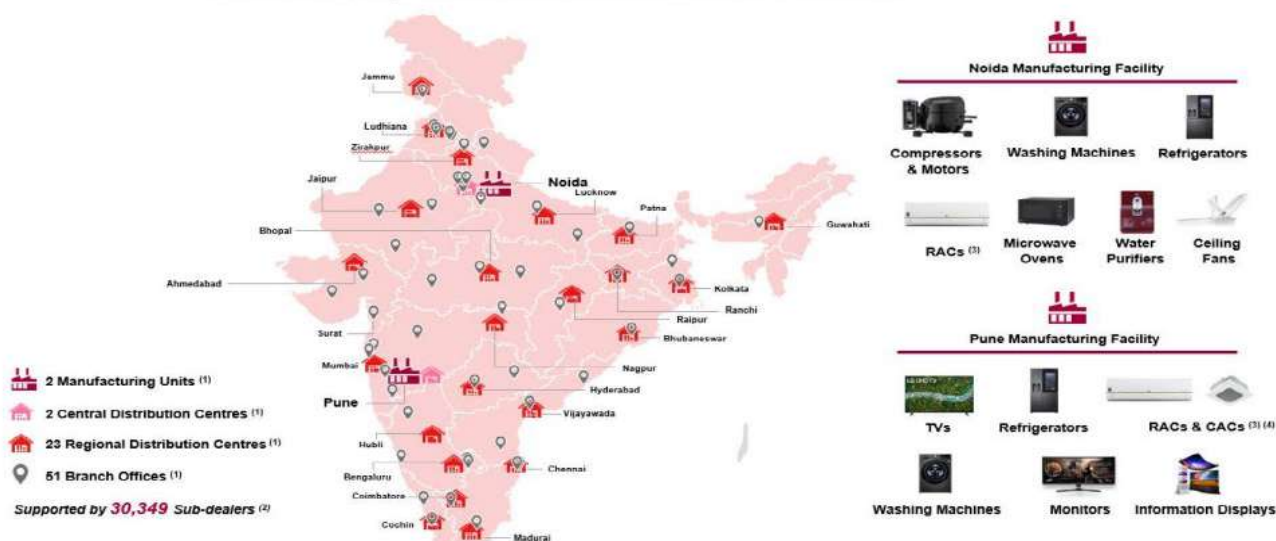 Jammu
Ludhiana
Zirakpur
Noida
Jaipur
Lucknow
Patna
Guwahati
Bhopal
Ahmedabad
Kolkata
Ranchi
Raipur
Surat
Bhubaneswar
Mumbai
Nagpur
Hyderabad
Pune
Vijayawada
Hubli
Chennai
Bengaluru
Coimbatore
Cochin
Madurai
2 Manufacturing Units (1)
2 Central Distribution Centres (1)
23 Regional Distribution Centres (1)
51 Branch Offices (1)
Supported by 30,349 Sub-dealers (2)
Noida Manufacturing Facility
Compressors
& Motors
Washing Machines
Refrigerators
RACs (3)
Microwave
Ovens
Water
Purifiers
Ceiling
Fans
Pune Manufacturing Facility
TVs
Refrigerators
RACs & CACs (3) (4)
Washing Machines
Monitors
Information Displays